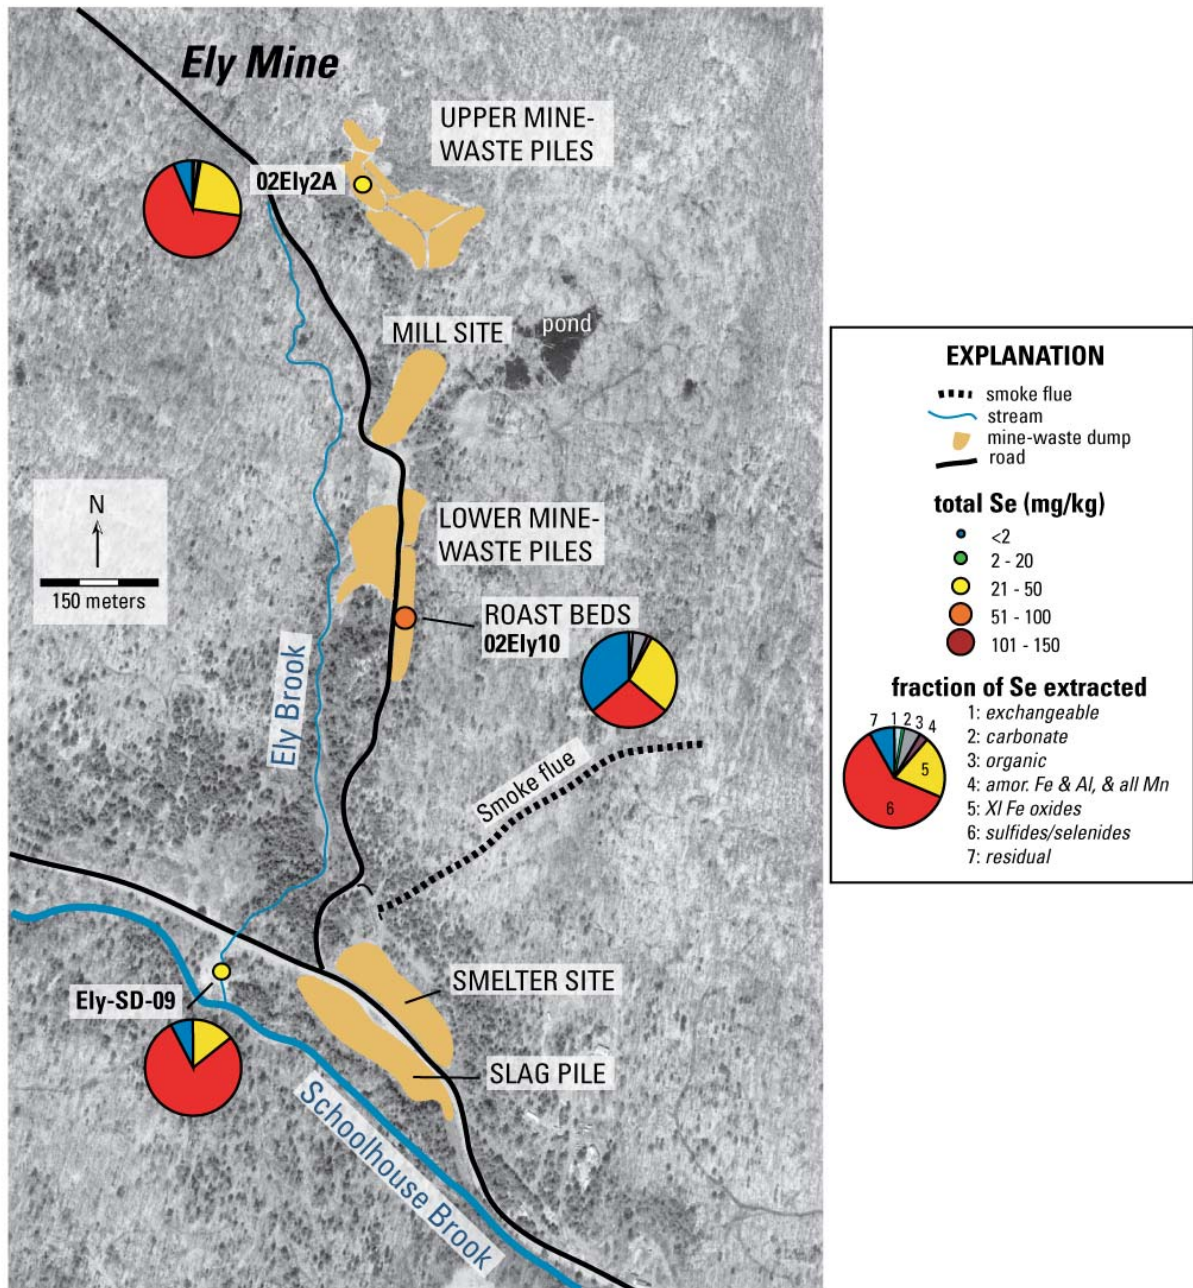 Ely Mine
UPPER MINE-
WASTE PILES
02Ely2A
MILL SITE
pond
N
150 meters
LOWER MINE-
WASTE PILES
ROAST BEDS
02Ely10
Ely Brook
Smoke flue
Ely-SD-09
SMELTER SITE
SLAG PILE
Schoolhouse Brook
EXPLANATION
smoke flue
stream
mine-waste dump
road
total Se (mg/kg)
<2
2 - 20
21 - 50
51 - 100
101 - 150
fraction of Se extracted
7 1 2 3 4
5
6
1: exchangeable
2: carbonate
3: organic
4: amor. Fe & Al, & all Mn
5: Xl Fe oxides
6: sulfides/selenides
7: residual